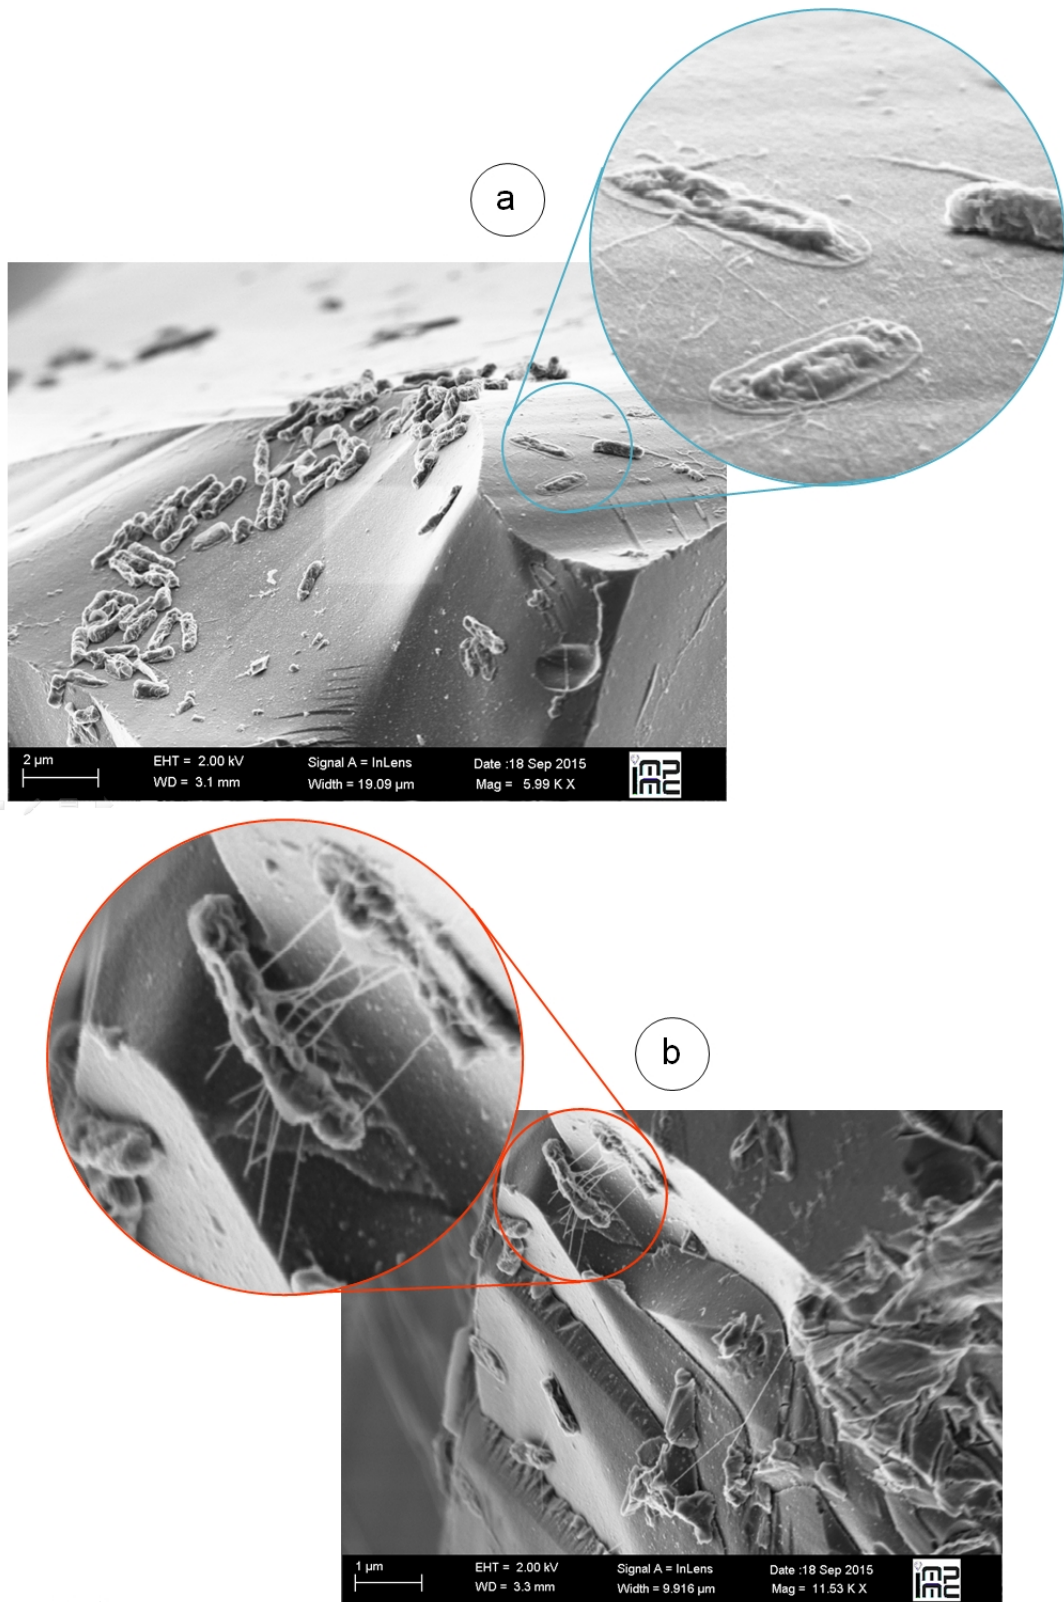 a
2 µm
EHT = 2.00 kV
Signal A = InLens
Date :18 Sep 2015
WD = 3.1 mm
Width = 19.09 µm
Mag = 5.99 K X
IMPMC
b
1 µm
EHT = 2.00 kV
Signal A = InLens
Date :18 Sep 2015
WD = 3.3 mm
Width = 9.916 µm
Mag = 11.53 K X
IMPMC